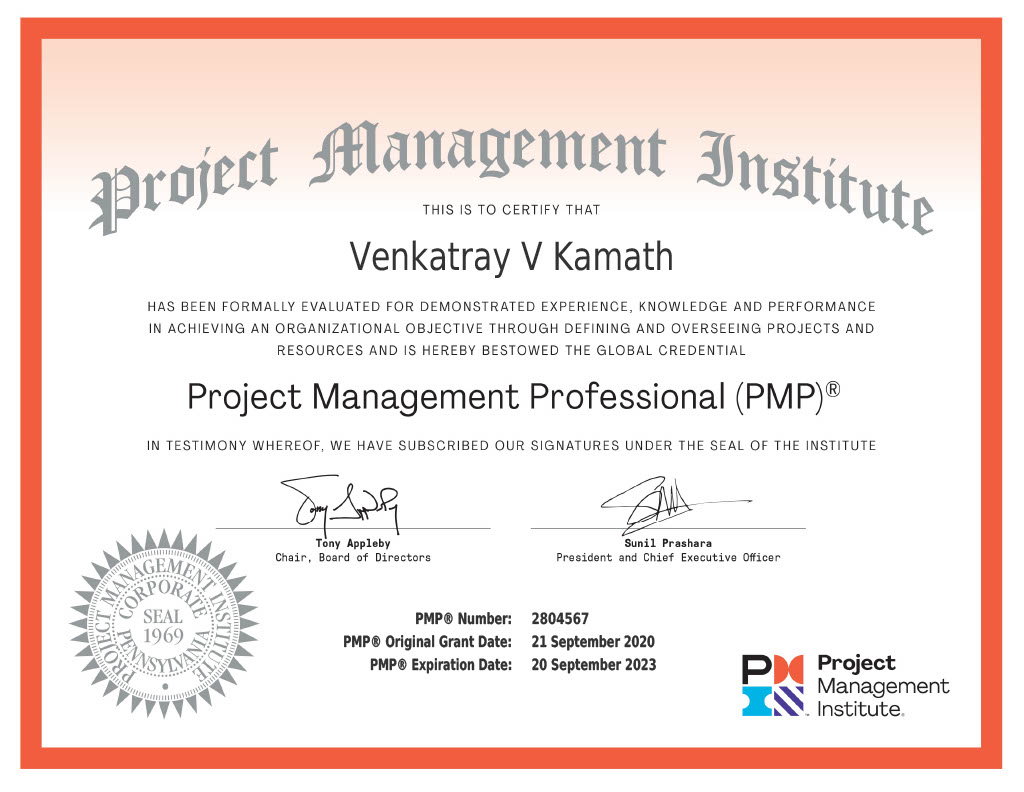 Project Management Institute
THIS IS TO CERTIFY THAT
Venkatray V Kamath
HAS BEEN FORMALLY EVALUATED FOR DEMONSTRATED EXPERIENCE, KNOWLEDGE AND PERFORMANCE
IN ACHIEVING AN ORGANIZATIONAL OBJECTIVE THROUGH DEFINING AND OVERSEEING PROJECTS AND
RESOURCES AND IS HEREBY BESTOWED THE GLOBAL CREDENTIAL
Project Management Professional (PMP)®
IN TESTIMONY WHEREOF, WE HAVE SUBSCRIBED OUR SIGNATURES UNDER THE SEAL OF THE INSTITUTE
Tony Appleby
Chair, Board of Directors
Sunil Prashara
President and Chief Executive Officer
PROJECT MANAGEMENT INSTITUTE
CORPORATE
SEAL
1969
PENNSYLVANIA
PMP® Number: 2804567
PMP® Original Grant Date: 21 September 2020
PMP® Expiration Date: 20 September 2023
Project
Management
Institute.